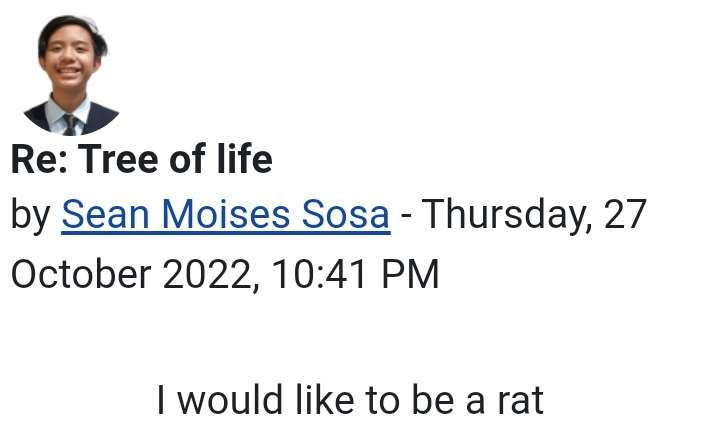 Re: Tree of life
by Sean Moises Sosa - Thursday, 27
October 2022, 10:41 PM
I would like to be a rat